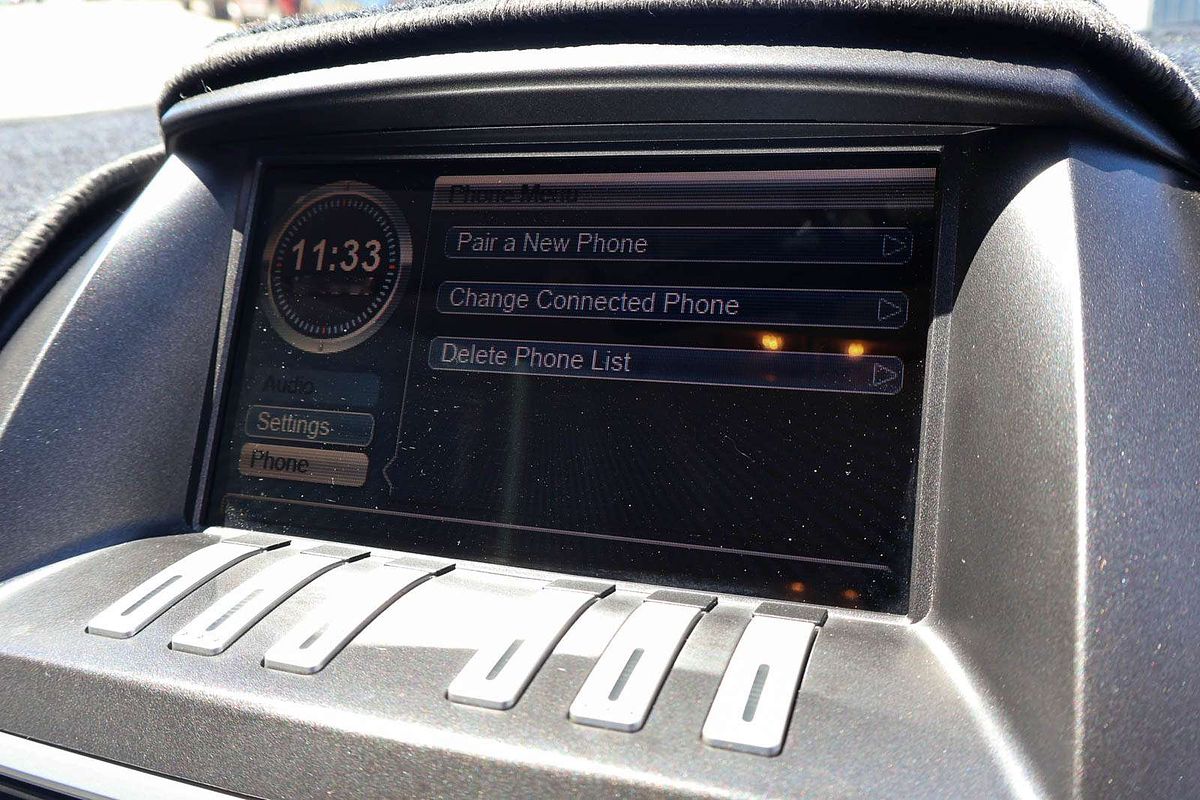 11:33
Audio
Settings
Phone
Phone Menu
Pair a New Phone
Change Connected Phone
Delete Phone List